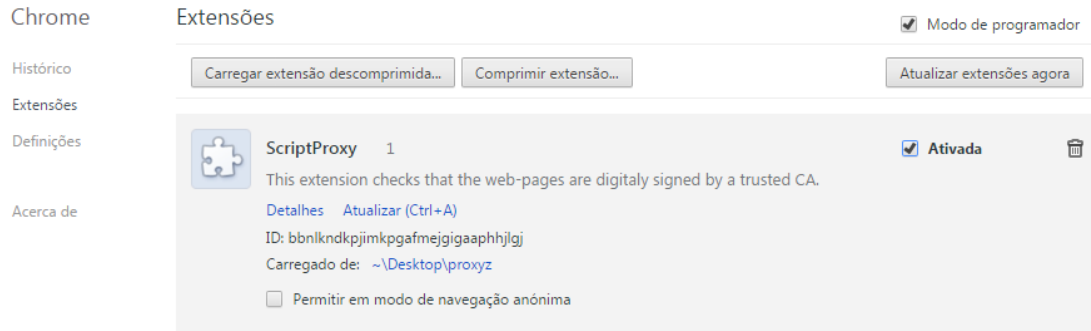 Chrome
Extensões
Modo de programador
Histórico
Carregar extensão descomprimida...
Comprimir extensão...
Atualizar extensões agora
Extensões
Definições
ScriptProxy 1
Ativada
This extension checks that the web-pages are digitaly signed by a trusted CA.
Detalhes Atualizar (Ctrl+A)
Acerca de
ID: bbnlkndkpjimkpgafmejgigaaphhjlgj
Carregado de: ~\Desktop\proxyz
Permitir em modo de navegação anónima